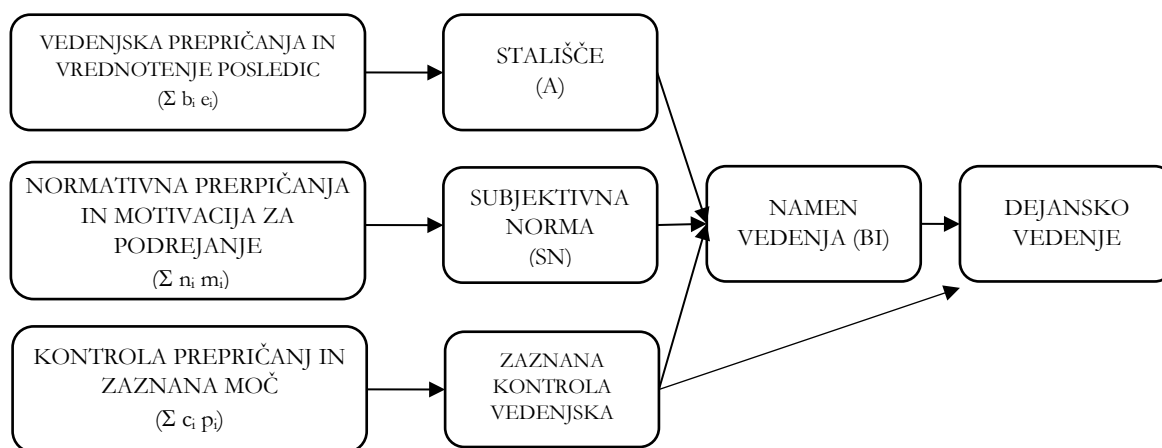 VEDENJSKA PREPRIČANJA IN
VREDNOTENJE POSLEDIC
(Σ bᵢ eᵢ)
STALIŠČE
(A)
NORMATIVNA PRERPIČANJA
IN MOTIVACIJA ZA
PODREJANJE
(Σ nᵢ mᵢ)
SUBJEKTIVNA
NORMA
(SN)
NAMEN
VEDENJA (BI)
DEJANSKO
VEDENJE
KONTROLA PREPRIČANJ IN
ZAZNANA MOČ
(Σ cᵢ pᵢ)
ZAZNANA
KONTROLA
VEDENJSKA